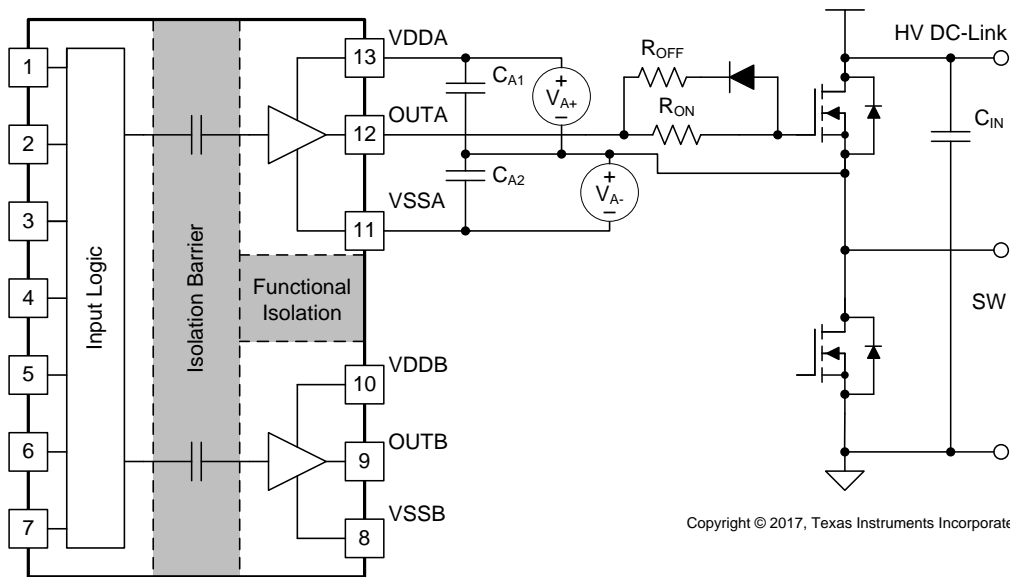 1
2
3
4
5
6
7
Input Logic
Isolation Barrier
Functional
Isolation
VDDA
13
OUTA
12
VSSA
11
VDDB
10
OUTB
9
VSSB
8
CA1
CA2
+
VA+
−
+
VA-
−
ROFF
RON
HV DC-Link
CIN
SW
Copyright © 2017, Texas Instruments Incorporate